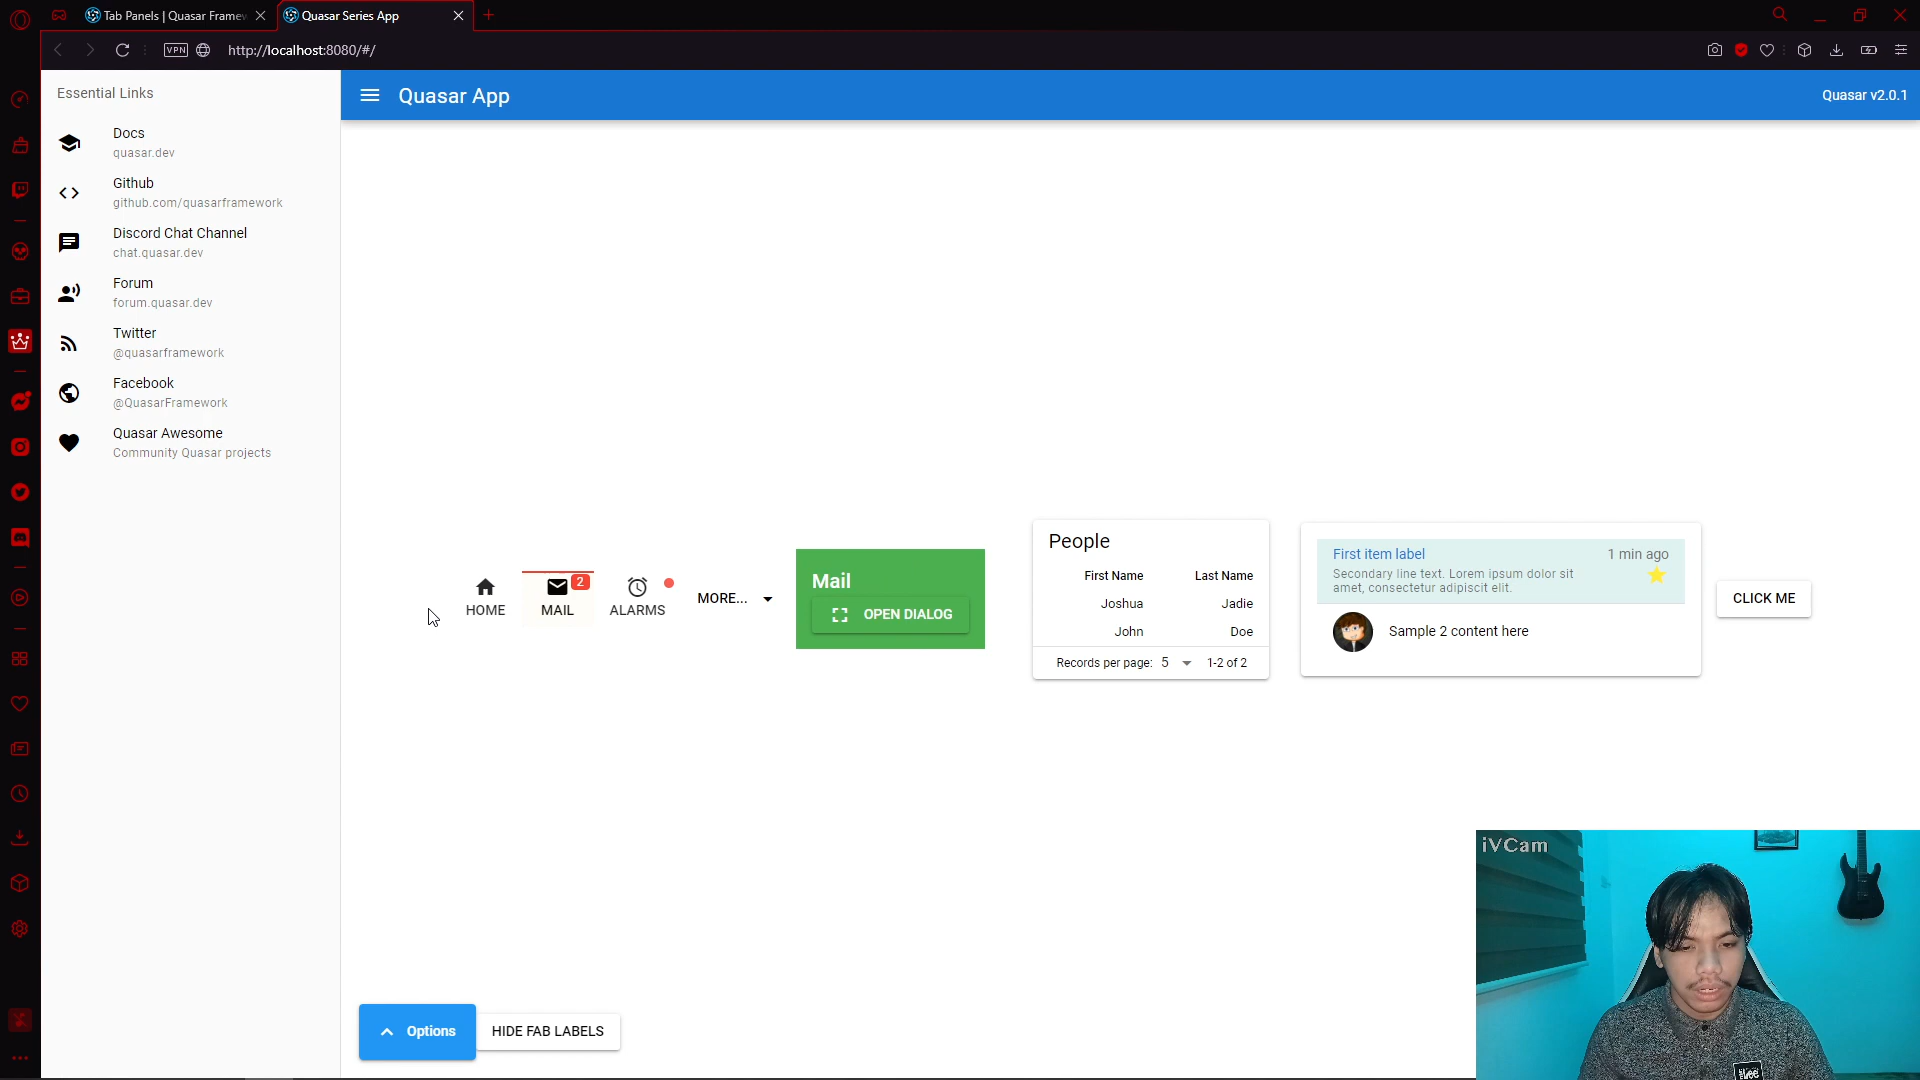 Tab Panels | Quasar Framew
Quasar Series App
VPN
http://localhost:8080/#/
Essential Links
Docs
quasar.dev
Github
github.com/quasarframework
Discord Chat Channel
chat.quasar.dev
Forum
forum.quasar.dev
Twitter
@quasarframework
Facebook
@QuasarFramework
Quasar Awesome
Community Quasar projects
Quasar App
Quasar v2.0.1
HOME
2
MAIL
ALARMS
MORE...
Mail
OPEN DIALOG
People
First Name Last Name
Joshua Jadie
John Doe
Records per page: 5 1-2 of 2
First item label 1 min ago
Secondary line text. Lorem ipsum dolor sit
amet, consectetur adipiscit elit.
Sample 2 content here
CLICK ME
Options
HIDE FAB LABELS
iVCam